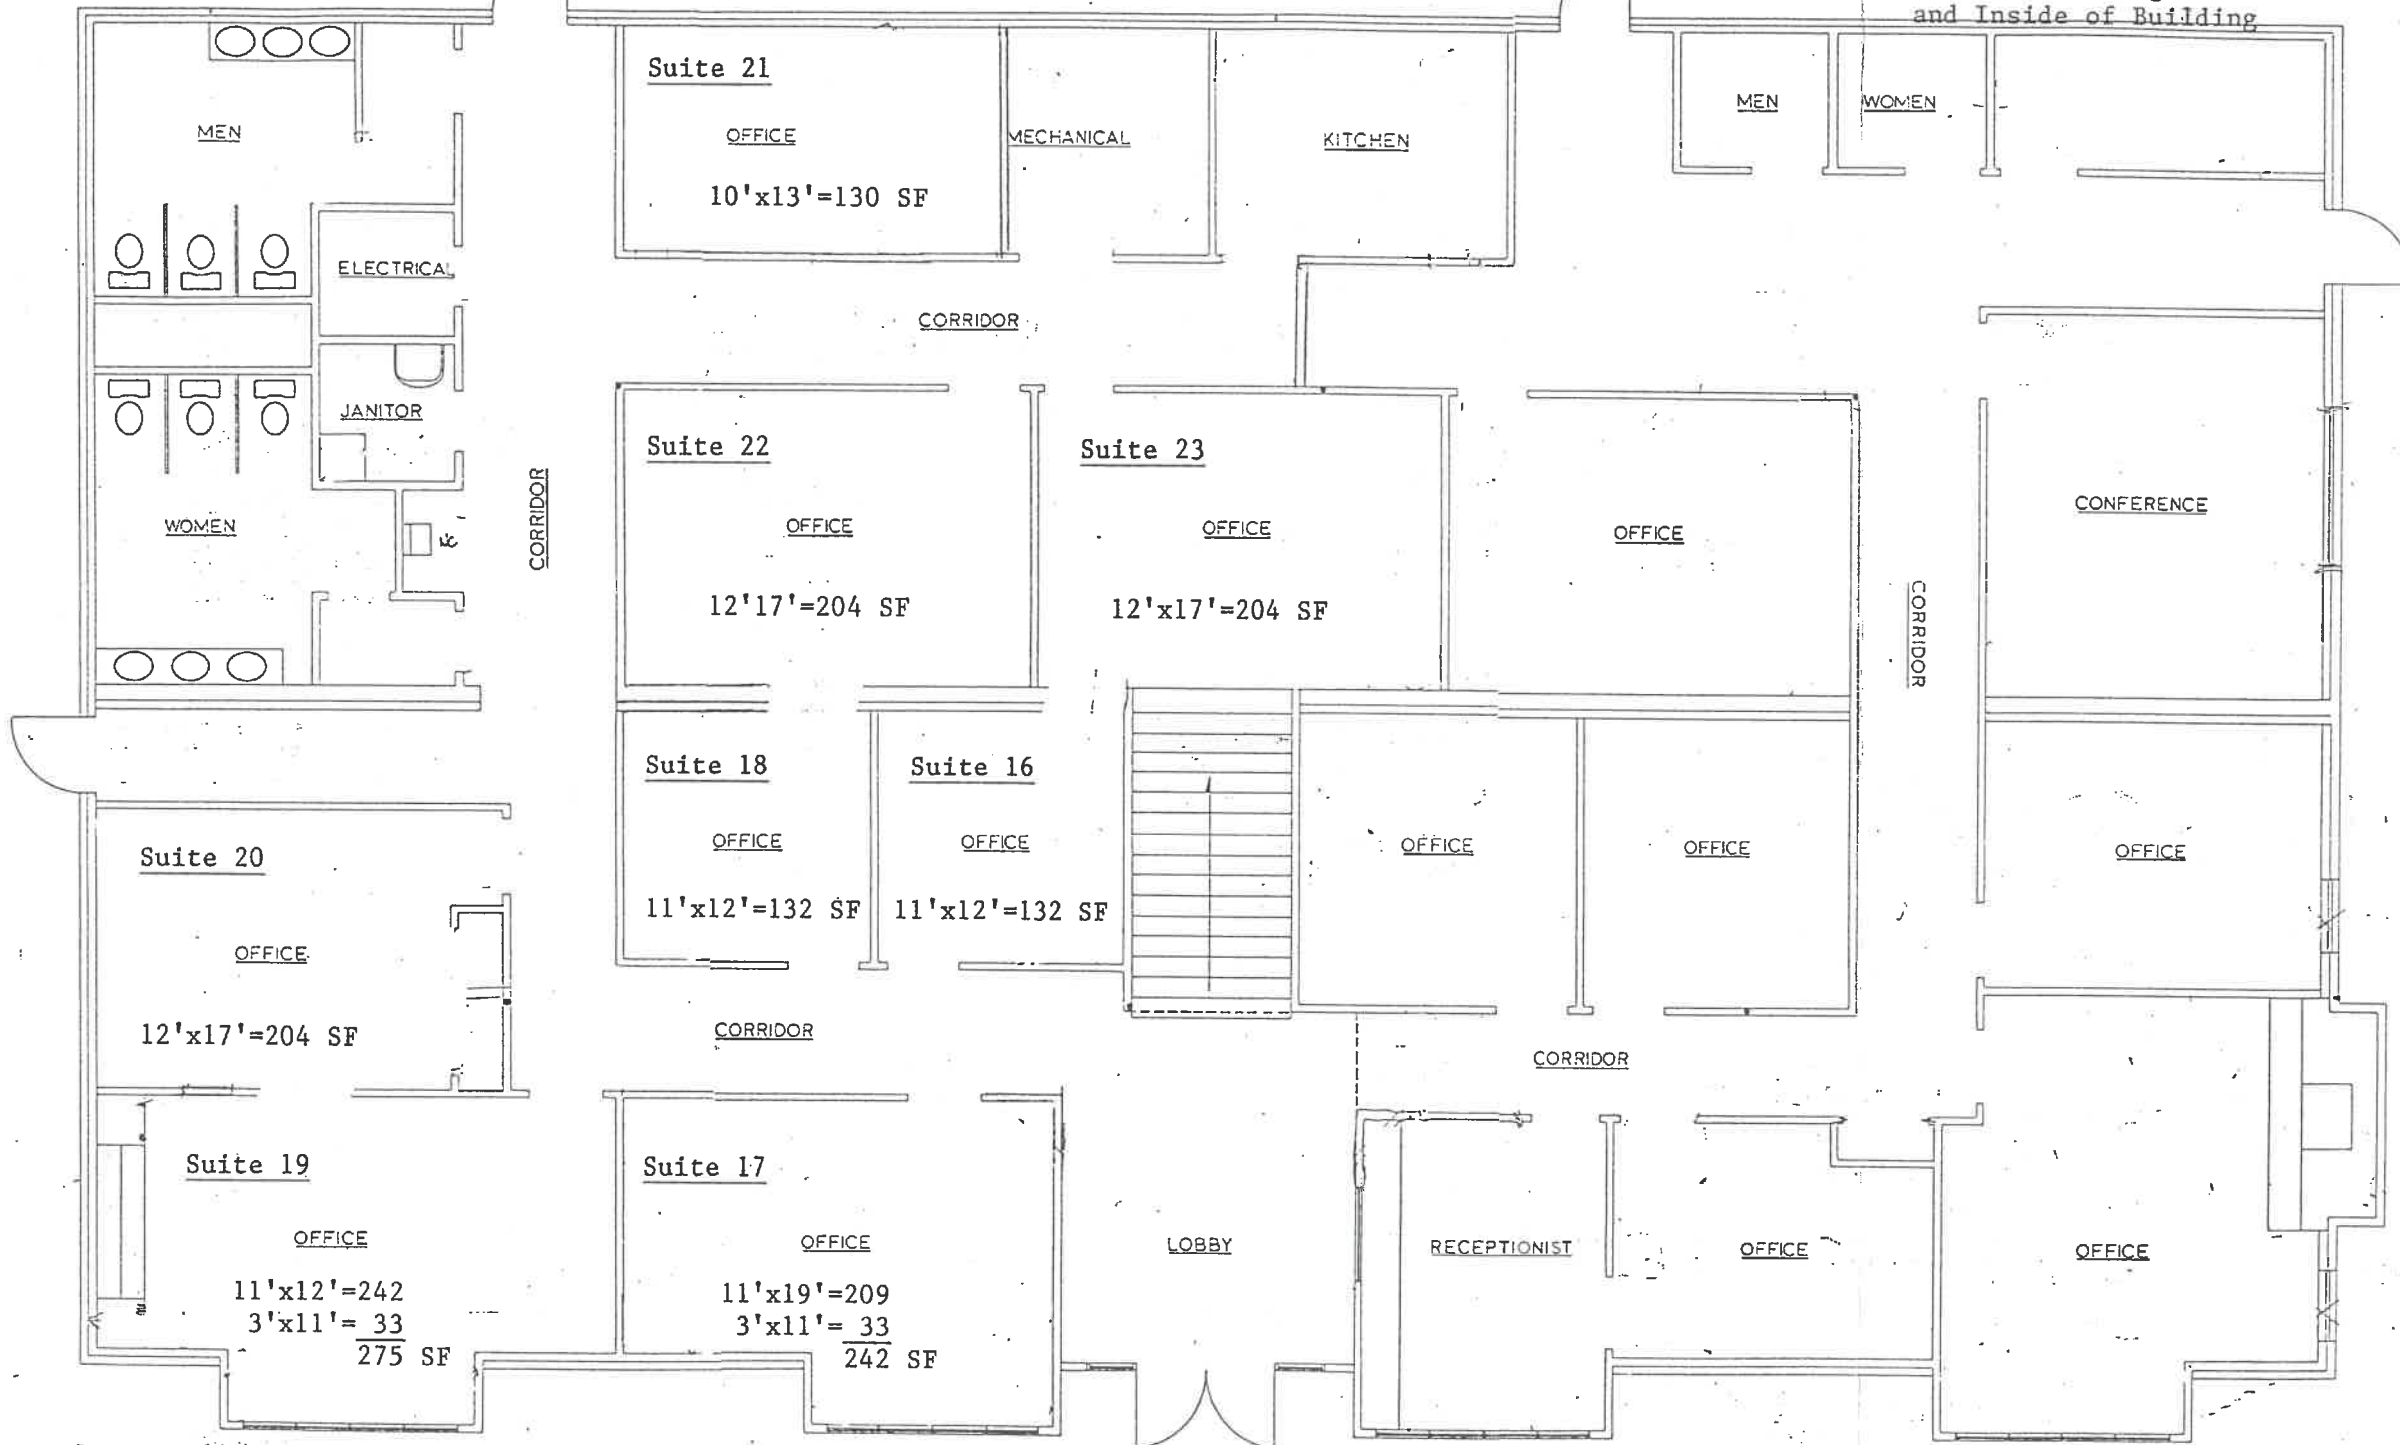 and Inside of Building
Suite 21
MEN
OFFICE
MECHANICAL
KITCHEN
MEN
WOMEN
10'x13'=130 SF
ELECTRICAL
CORRIDOR
JANITOR
Suite 22
Suite 23
CORRIDOR
WOMEN
OFFICE
OFFICE
OFFICE
CONFERENCE
12'17'=204 SF
12'x17'=204 SF
CORRIDOR
Suite 18
Suite 16
Suite 20
OFFICE
OFFICE
OFFICE
OFFICE
OFFICE
11'x12'=132 SF
11'x12'=132 SF
OFFICE
12'x17'=204 SF
CORRIDOR
CORRIDOR
Suite 19
Suite 17
OFFICE
OFFICE
LOBBY
RECEPTIONIST
OFFICE
OFFICE
11'x12'=242
3'x11'= 33
275 SF
11'x19'=209
3'x11'= 33
242 SF